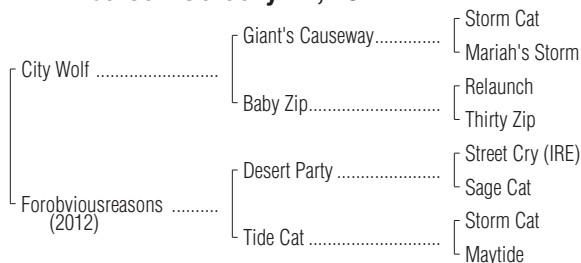 Storm Cat
Giant's Causeway..............
Mariah's Storm
City Wolf ..........................
Relaunch
Baby Zip............................
Thirty Zip
Street Cry (IRE)
Desert Party ......................
Sage Cat
Forobviousreasons ..........
(2012)
Storm Cat
Tide Cat ............................
Maytide